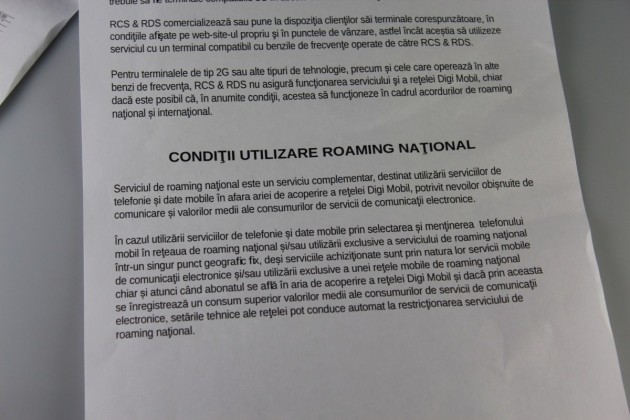 trebuie să
RCS & RDS comercializează sau pune la dispoziția clienților săi terminale corespunzătoare, în
condițiile afișate pe web-site-ul propriu și în punctele de vânzare, astfel încât aceștia să utilizeze
serviciul cu un terminal compatibil cu benzile de frecvențe operate de către RCS & RDS.
Pentru terminalele de tip 2G sau alte tipuri de tehnologie, precum și cele care operează în alte
benzi de frecvența, RCS & RDS nu asigură funcționarea serviciului și a rețelei Digi Mobil, chiar
dacă este posibil că, în anumite condiții, acestea să funcționeze în cadrul acordurilor de roaming
național și internațional.
CONDIȚII UTILIZARE ROAMING NAȚIONAL
Serviciul de roaming național este un serviciu complementar, destinat utilizării serviciilor de
telefonie și date mobile în afara ariei de acoperire a rețelei Digi Mobil, potrivit nevoilor obișnuite de
comunicare și valorilor medii ale consumurilor de servicii de comunicații electronice.
În cazul utilizării serviciilor de telefonie și date mobile prin selectarea și menținerea telefonului
mobil în rețeaua de roaming național și/sau utilizării exclusive a serviciului de roaming național
într-un singur punct geografic fix, deși serviciile achiziționate sunt prin natura lor servicii mobile
de comunicații electronice și/sau utilizării exclusive a unei rețele mobile de roaming național
chiar și atunci când abonatul se află în aria de acoperire a rețelei Digi Mobil și dacă prin aceasta
se înregistrează un consum superior valorilor medii ale consumurilor de servicii de comunicații
electronice, setările tehnice ale rețelei pot conduce automat la restricționarea serviciului de
roaming național.